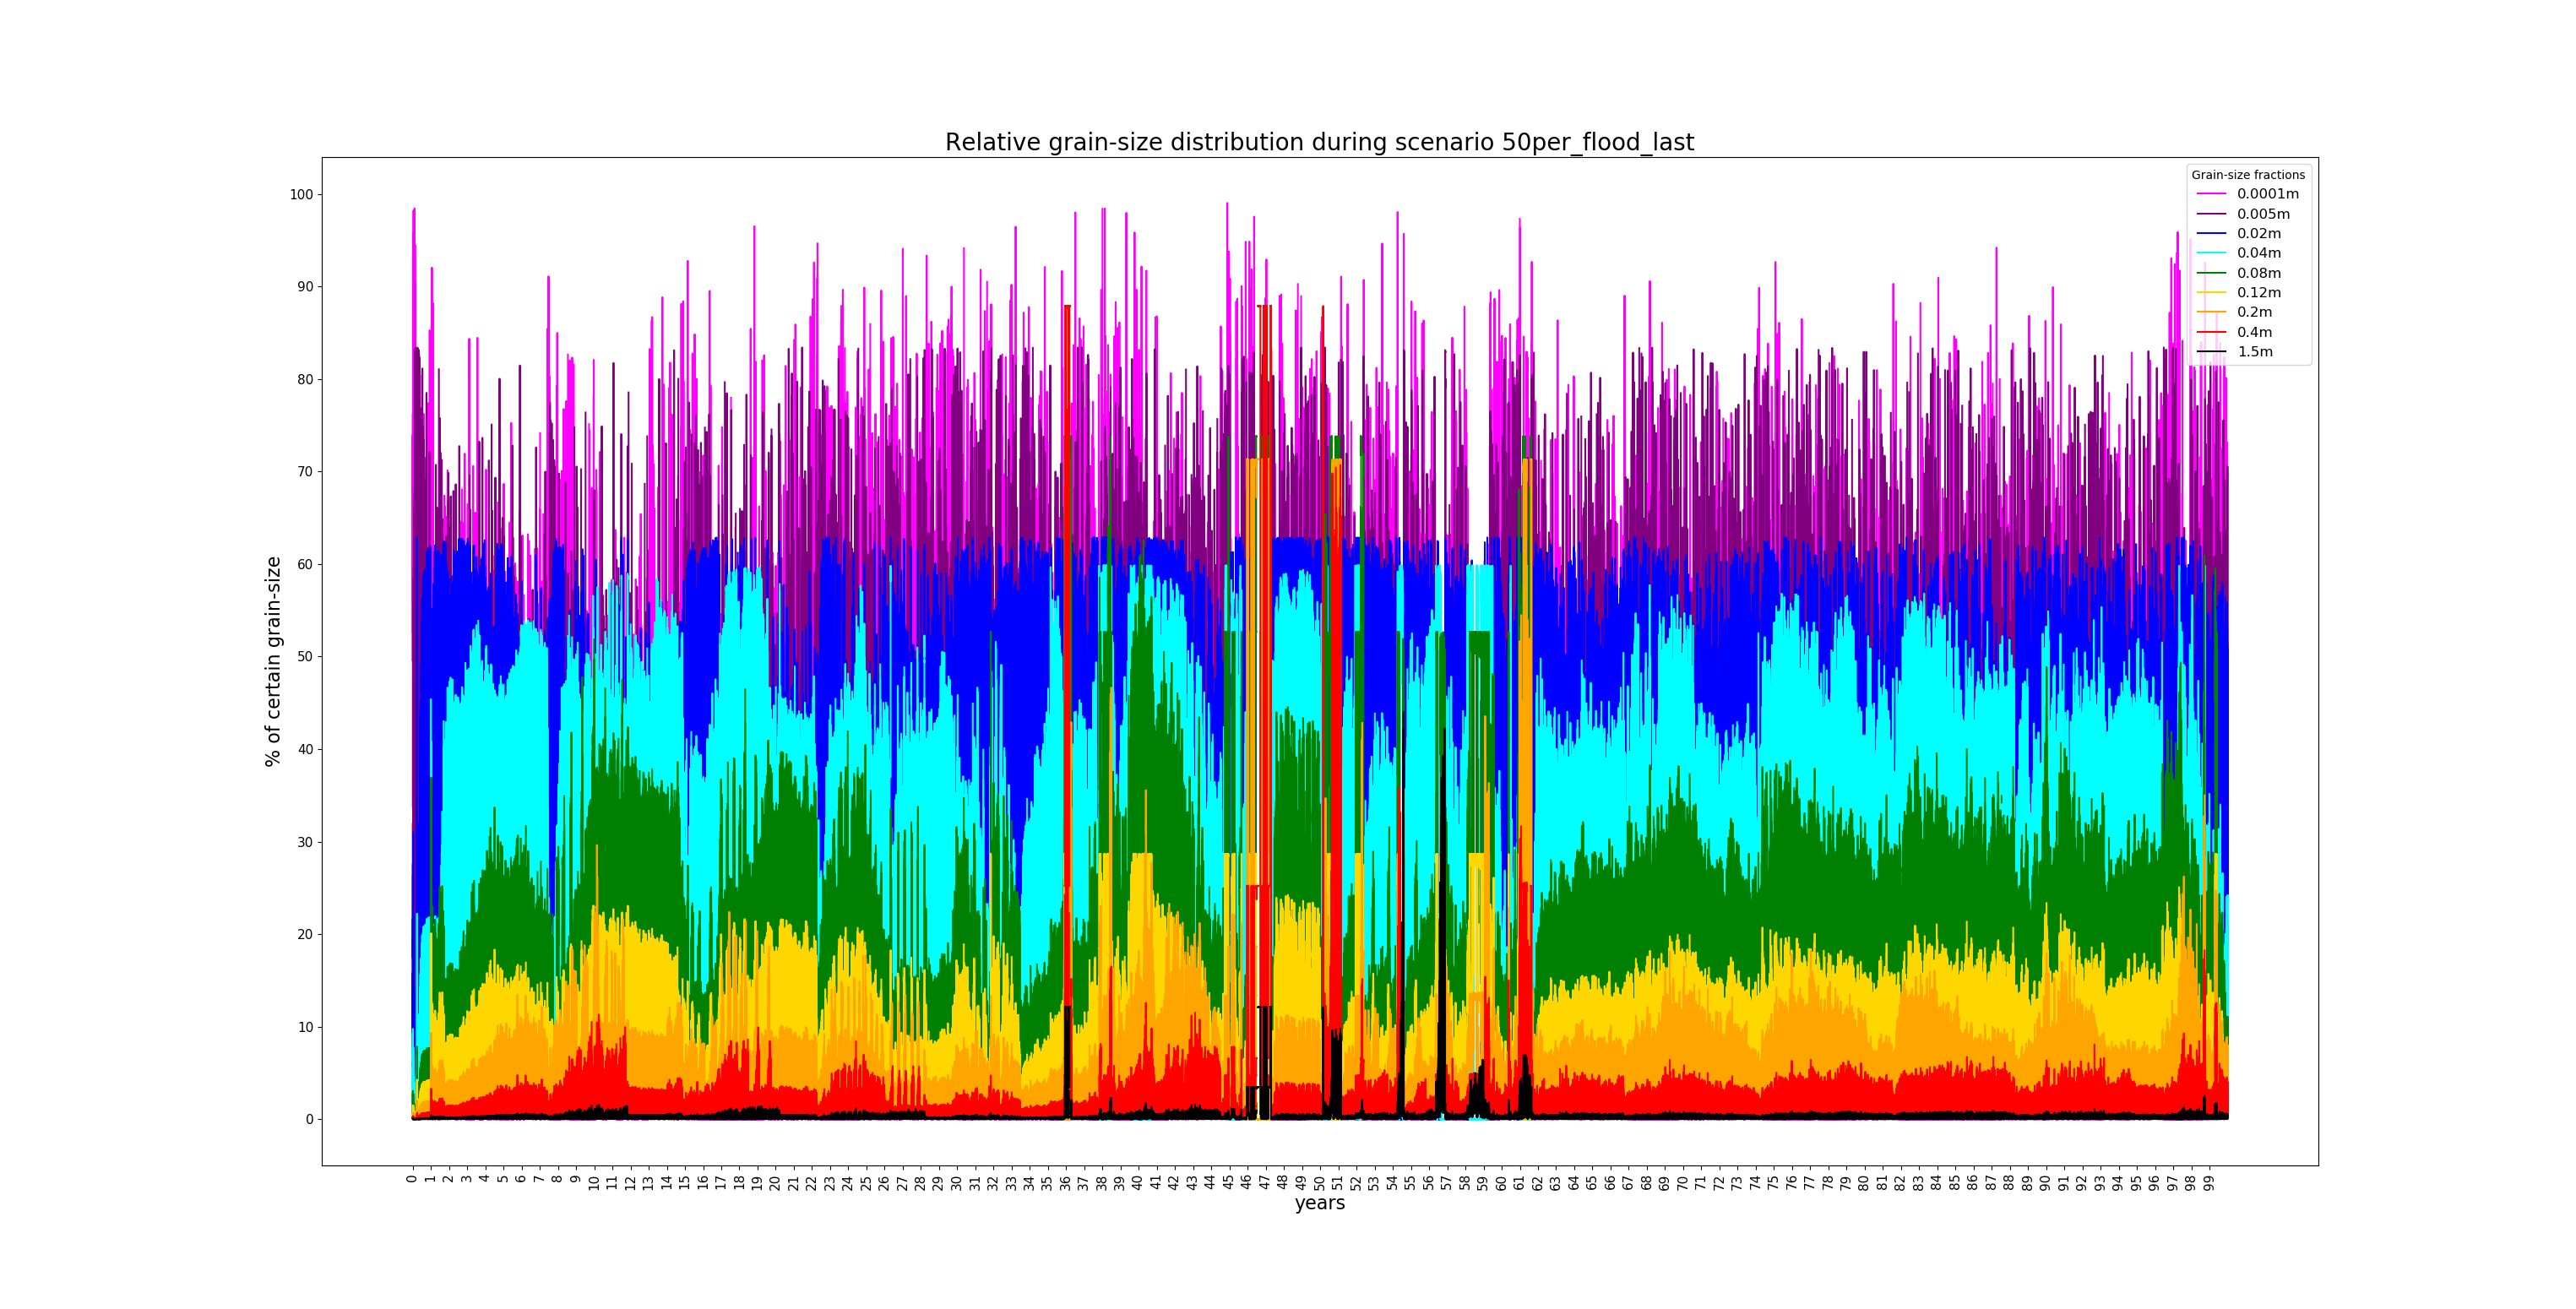 Relative grain-size distribution during scenario 50per_flood_last
% of certain grain-size
100
90
80
70
60
50
40
30
20
10
0
Grain-size fractions
0.0001m
0.005m
0.02m
0.04m
0.08m
0.12m
0.2m
0.4m
1.5m
0 1 2 3 4 5 6 7 8 9 10 11 12 13 14 15 16 17 18 19 20 21 22 23 24 25 26 27 28 29 30 31 32 33 34 35 36 37 38 39 40 41 42 43 44 45 46 47 48 49 50 51 52 53 54 55 56 57 58 59 60 61 62 63 64 65 66 67 68 69 70 71 72 73 74 75 76 77 78 79 80 81 82 83 84 85 86 87 88 89 90 91 92 93 94 95 96 97 98 99
years